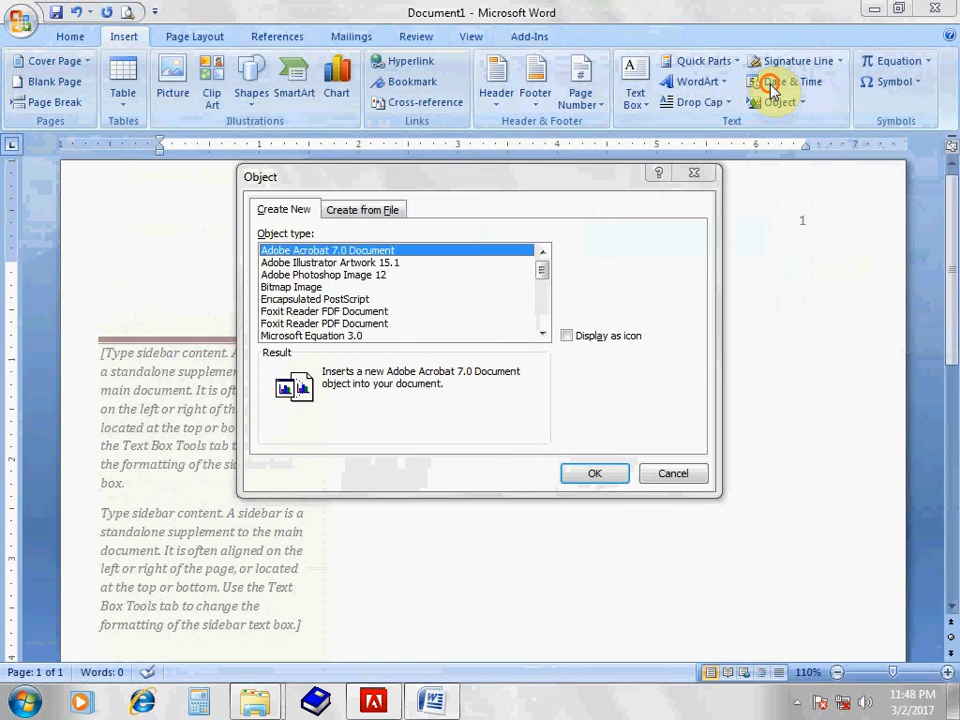 Document1 - Microsoft Word
Home Insert Page Layout References Mailings Review View Add-Ins
Cover Page
Blank Page
Page Break
Pages
Table
Tables
Picture
Clip Art
Shapes
SmartArt
Chart
Illustrations
Hyperlink
Bookmark
Cross-reference
Links
Header
Footer
Page Number
Header & Footer
Text Box
Quick Parts
WordArt
Drop Cap
Signature Line
Date & Time
Object
Text
Equation
Symbol
Symbols
1 1 2 3 4 5 6 7
Object
Create New Create from File
Object type:
Adobe Acrobat 7.0 Document
Adobe Illustrator Artwork 15.1
Adobe Photoshop Image 12
Bitmap Image
Encapsulated PostScript
Foxit Reader FDF Document
Foxit Reader PDF Document
Microsoft Equation 3.0
Display as icon
Result
Inserts a new Adobe Acrobat 7.0 Document
object into your document.
OK Cancel
1
[Type sidebar content. A
a standalone supplement
main document. It is oft
on the left or right of th
located at the top or bo
the Text Box Tools tab t
the formatting of the sid
box.
Type sidebar content. A sidebar is a
standalone supplement to the main
document. It is often aligned on the
left or right of the page, or located
at the top or bottom. Use the Text
Box Tools tab to change the
formatting of the sidebar text box.]
Page: 1 of 1 Words: 0 110%
11:48 PM
3/2/2017